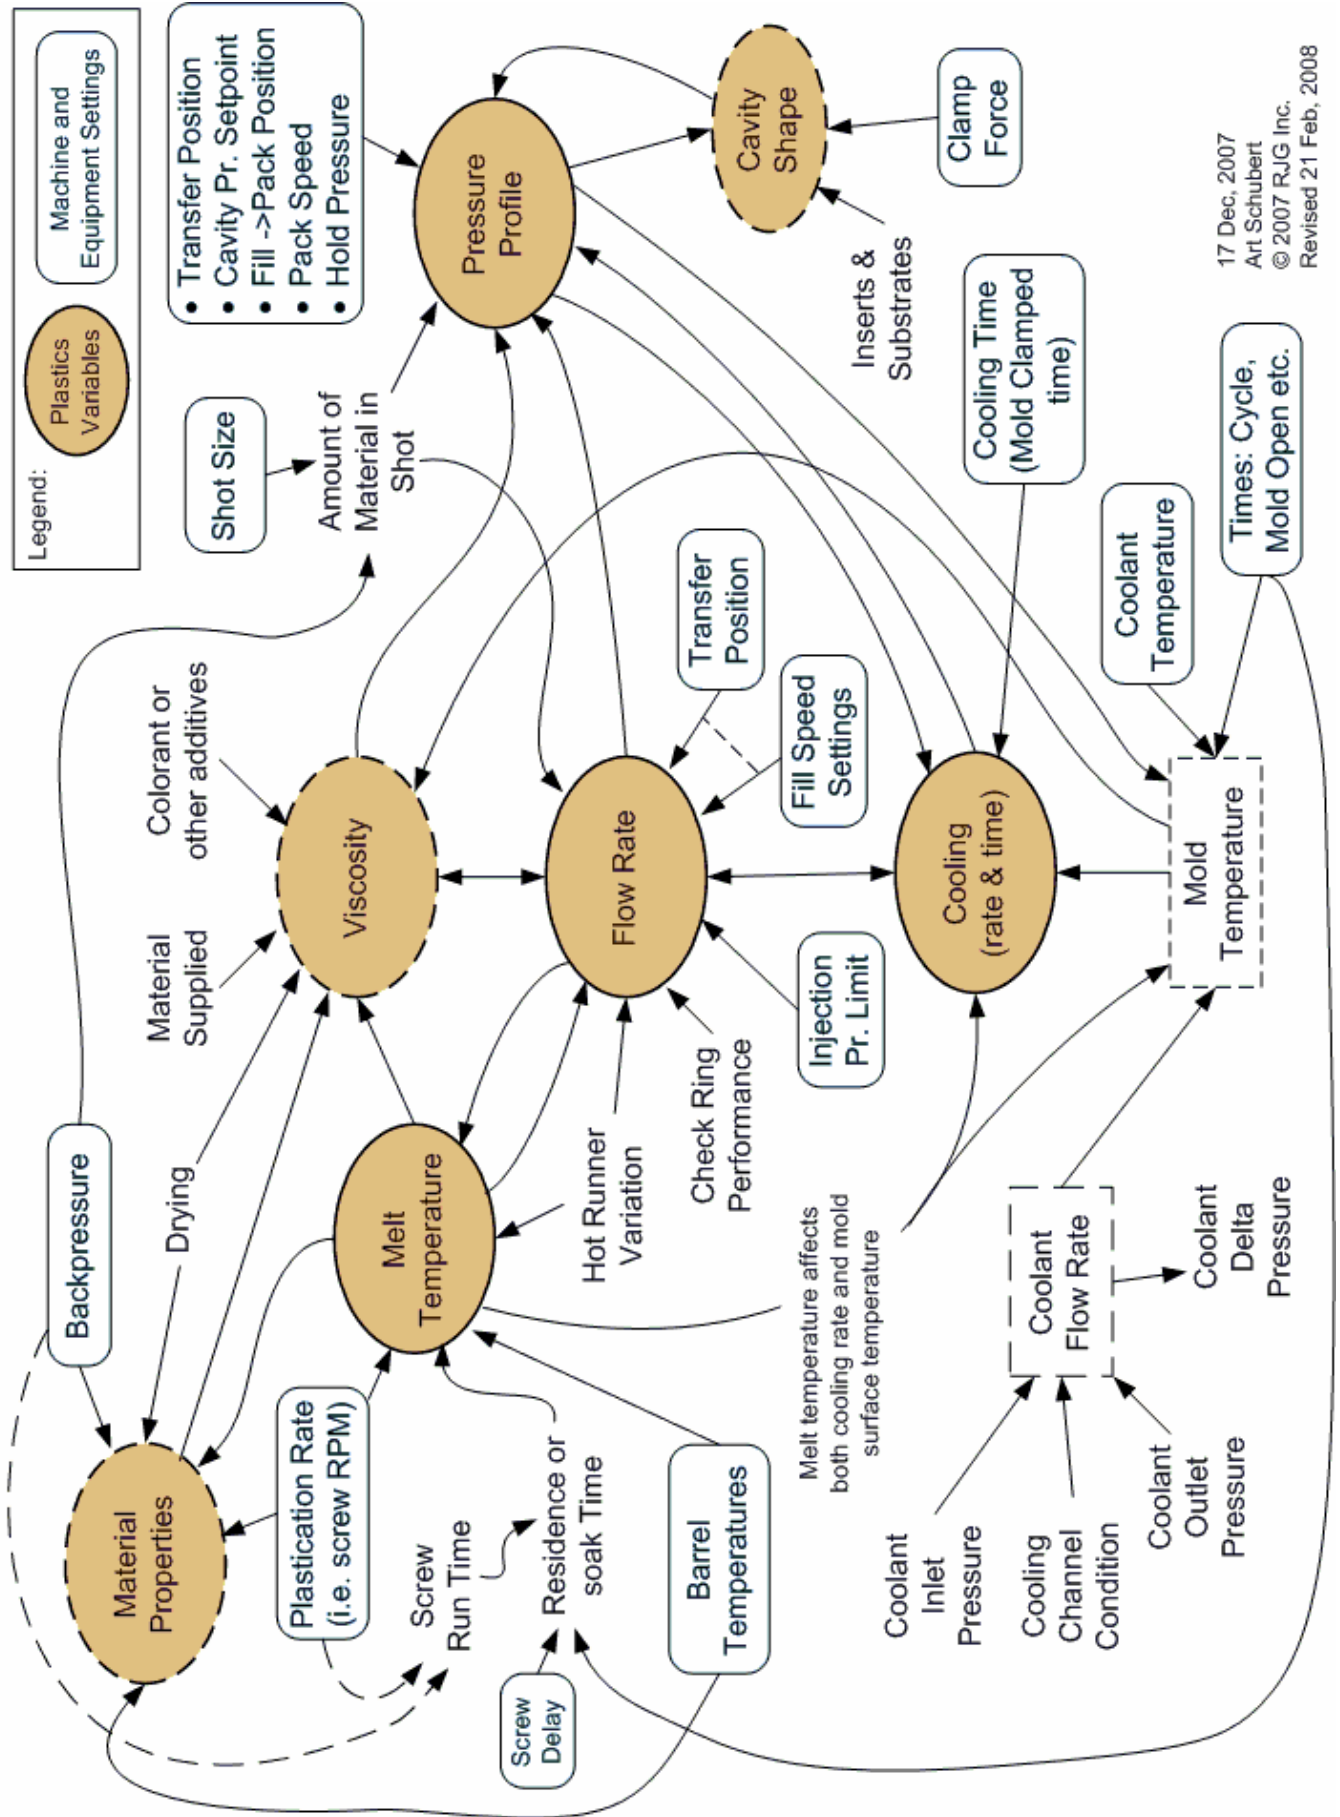 Legend:
Plastics
Variables
Machine and
Equipment Settings
Backpressure
Material
Properties
Drying
Material
Supplied
Colorant or
other additives
Shot Size
• Transfer Position
• Cavity Pr. Setpoint
• Fill ->Pack Position
• Pack Speed
• Hold Pressure
Plastication Rate
(i.e. screw RPM)
Melt
Temperature
Viscosity
Amount of
Material in
Shot
Pressure
Profile
Screw
Run Time
Screw
Delay
Residence or
soak Time
Hot Runner
Variation
Check Ring
Performance
Flow Rate
Transfer
Position
Fill Speed
Settings
Injection
Pr. Limit
Cavity
Shape
Inserts &
Substrates
Clamp
Force
Barrel
Temperatures
Melt temperature affects
both cooling rate and mold
surface temperature
Cooling
(rate & time)
Cooling Time
(Mold Clamped
time)
Coolant
Inlet
Pressure
Cooling
Channel
Condition
Coolant
Outlet
Pressure
Coolant
Flow Rate
Coolant
Delta
Pressure
Mold
Temperature
Coolant
Temperature
Times: Cycle,
Mold Open etc.
17 Dec, 2007
Art Schubert
© 2007 RJG Inc.
Revised 21 Feb, 2008